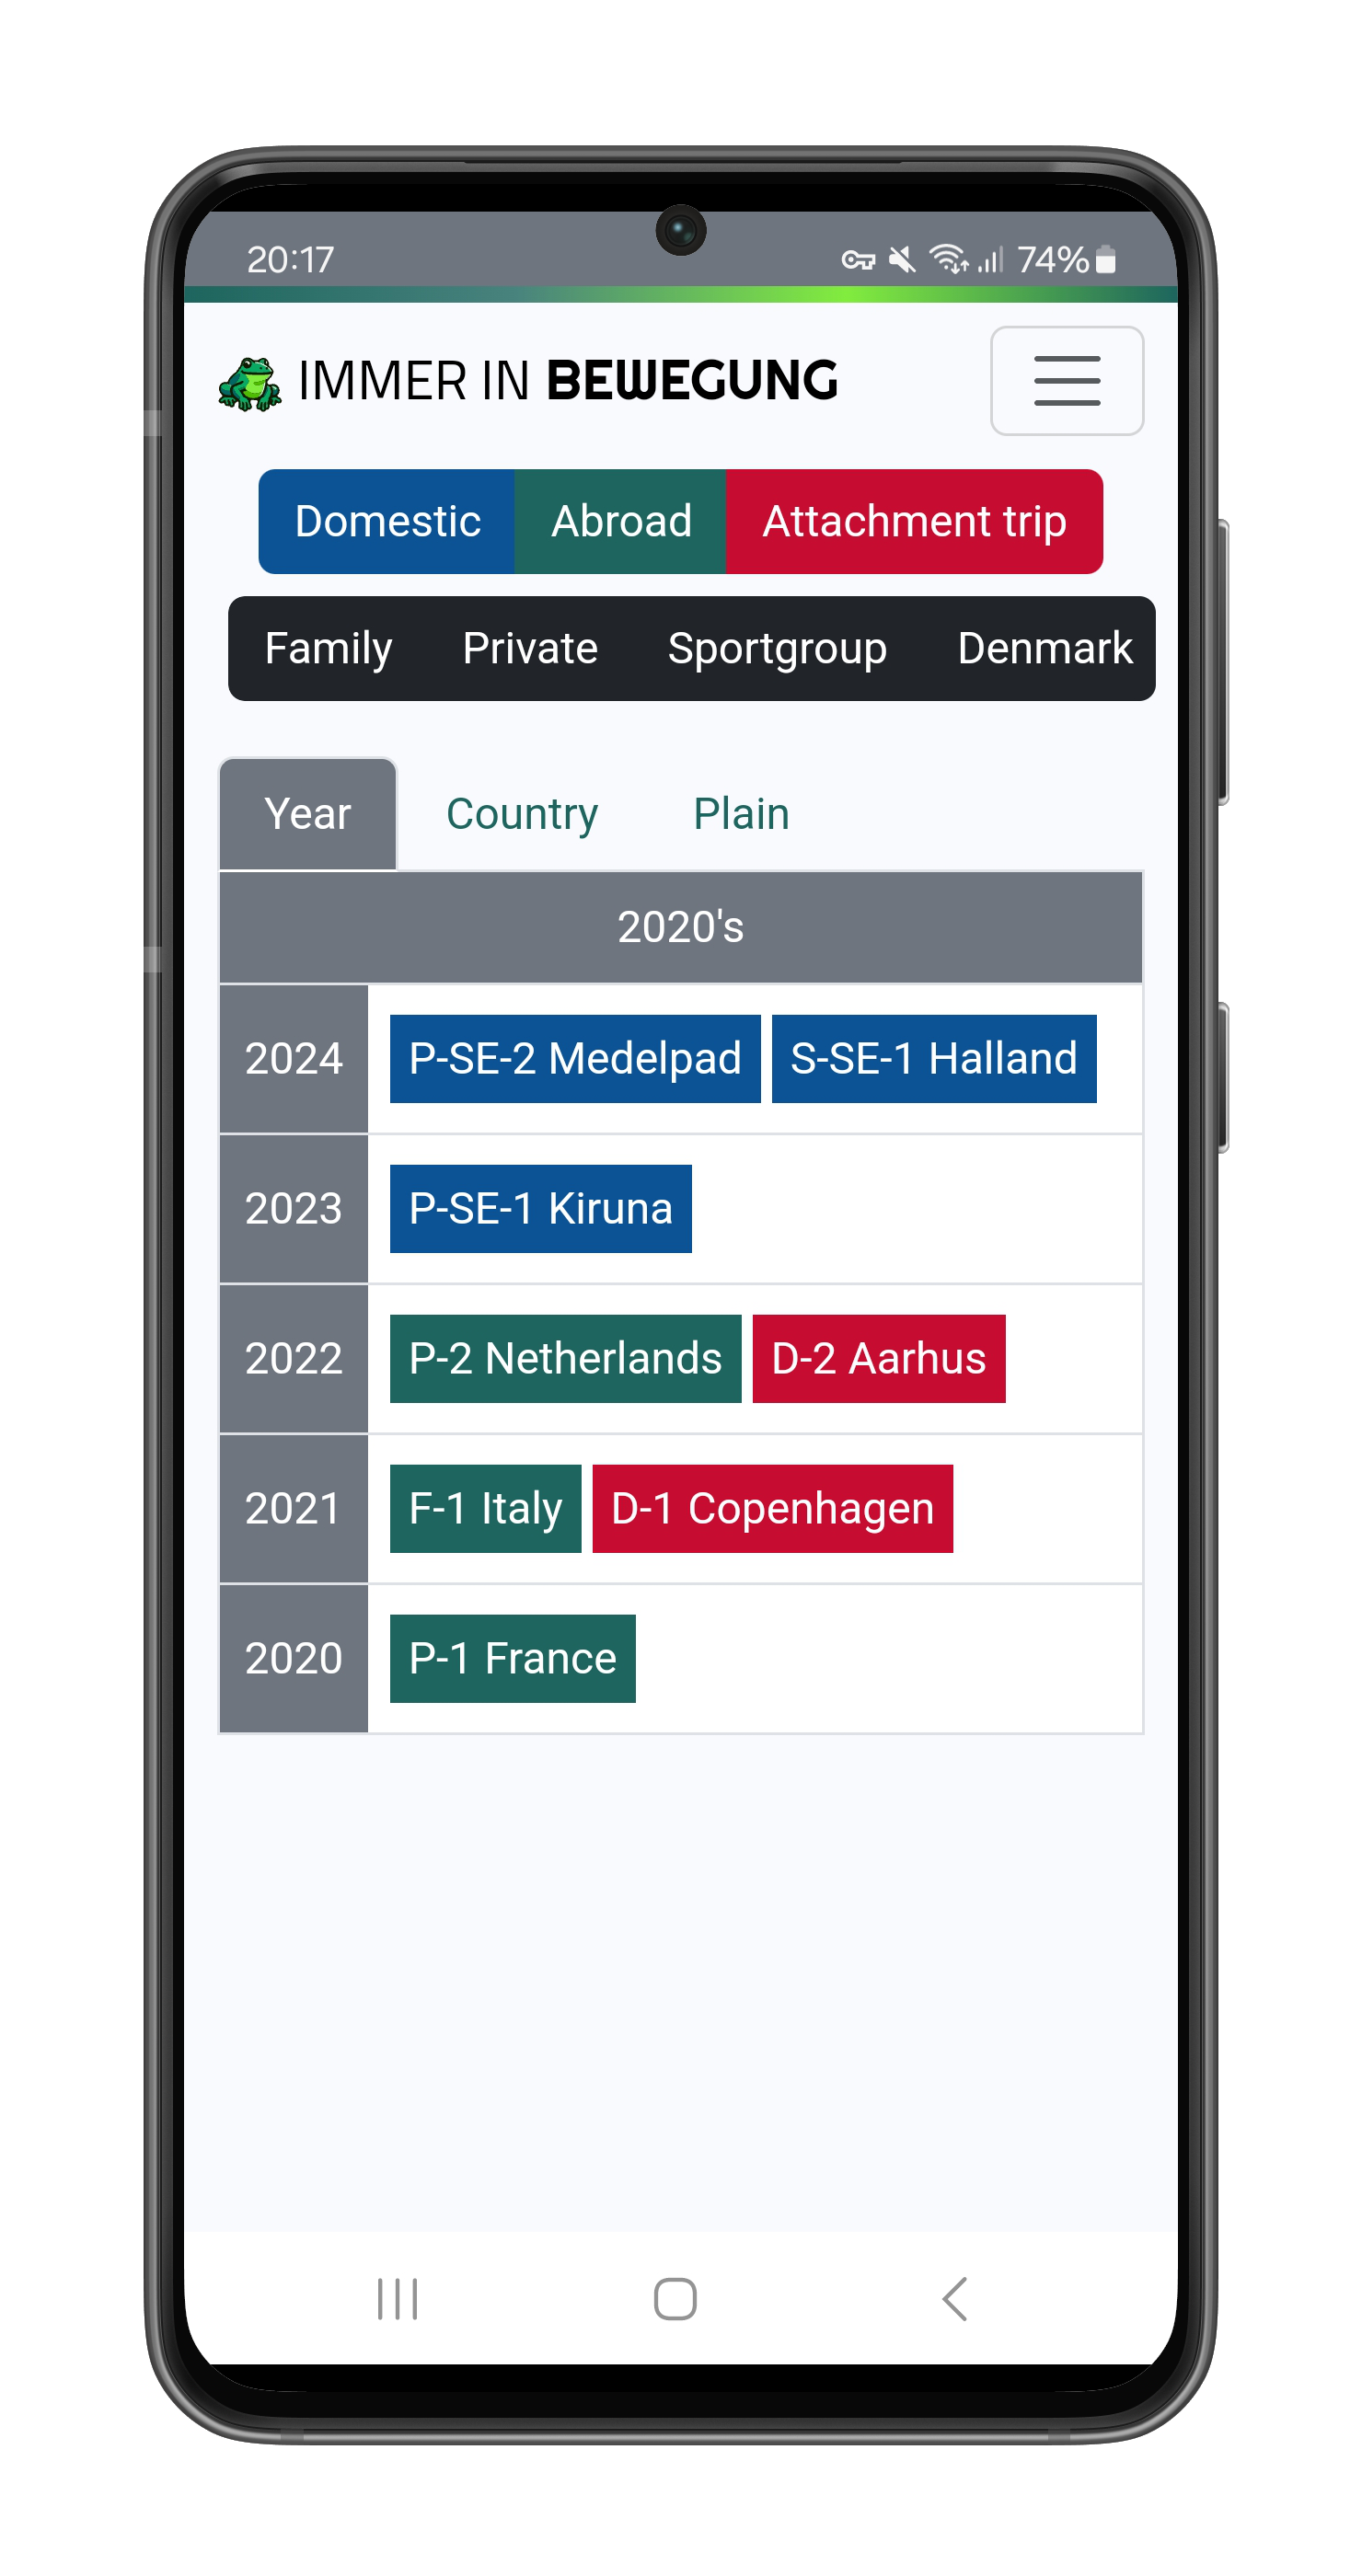 20:17 74%
IMMER IN BEWEGUNG
Domestic Abroad Attachment trip
Family Private Sportgroup Denmark
Year Country Plain
2020's
2024 P-SE-2 Medelpad S-SE-1 Halland
2023 P-SE-1 Kiruna
2022 P-2 Netherlands D-2 Aarhus
2021 F-1 Italy D-1 Copenhagen
2020 P-1 France